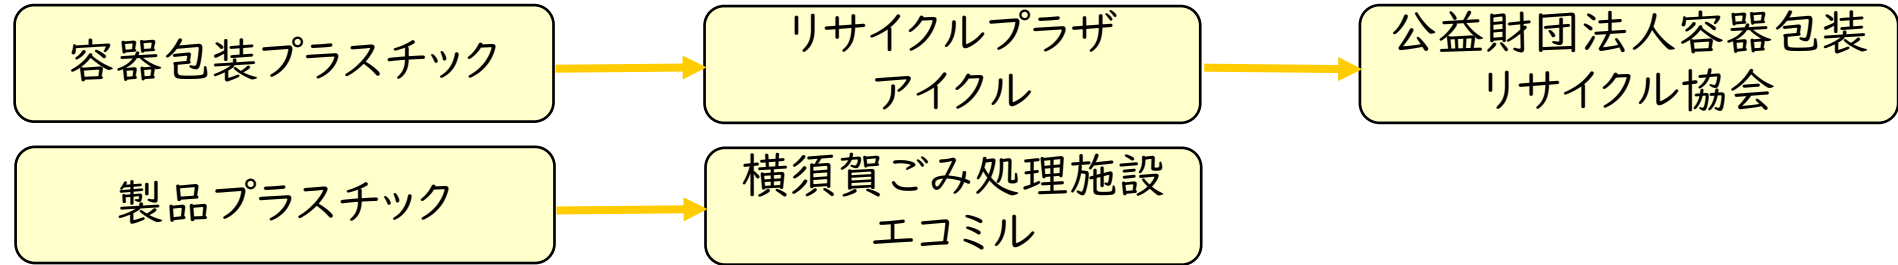 容器包装プラスチック
リサイクルプラザ
アイクル
公益財団法人容器包装
リサイクル協会
製品プラスチック
横須賀ごみ処理施設
エコミル